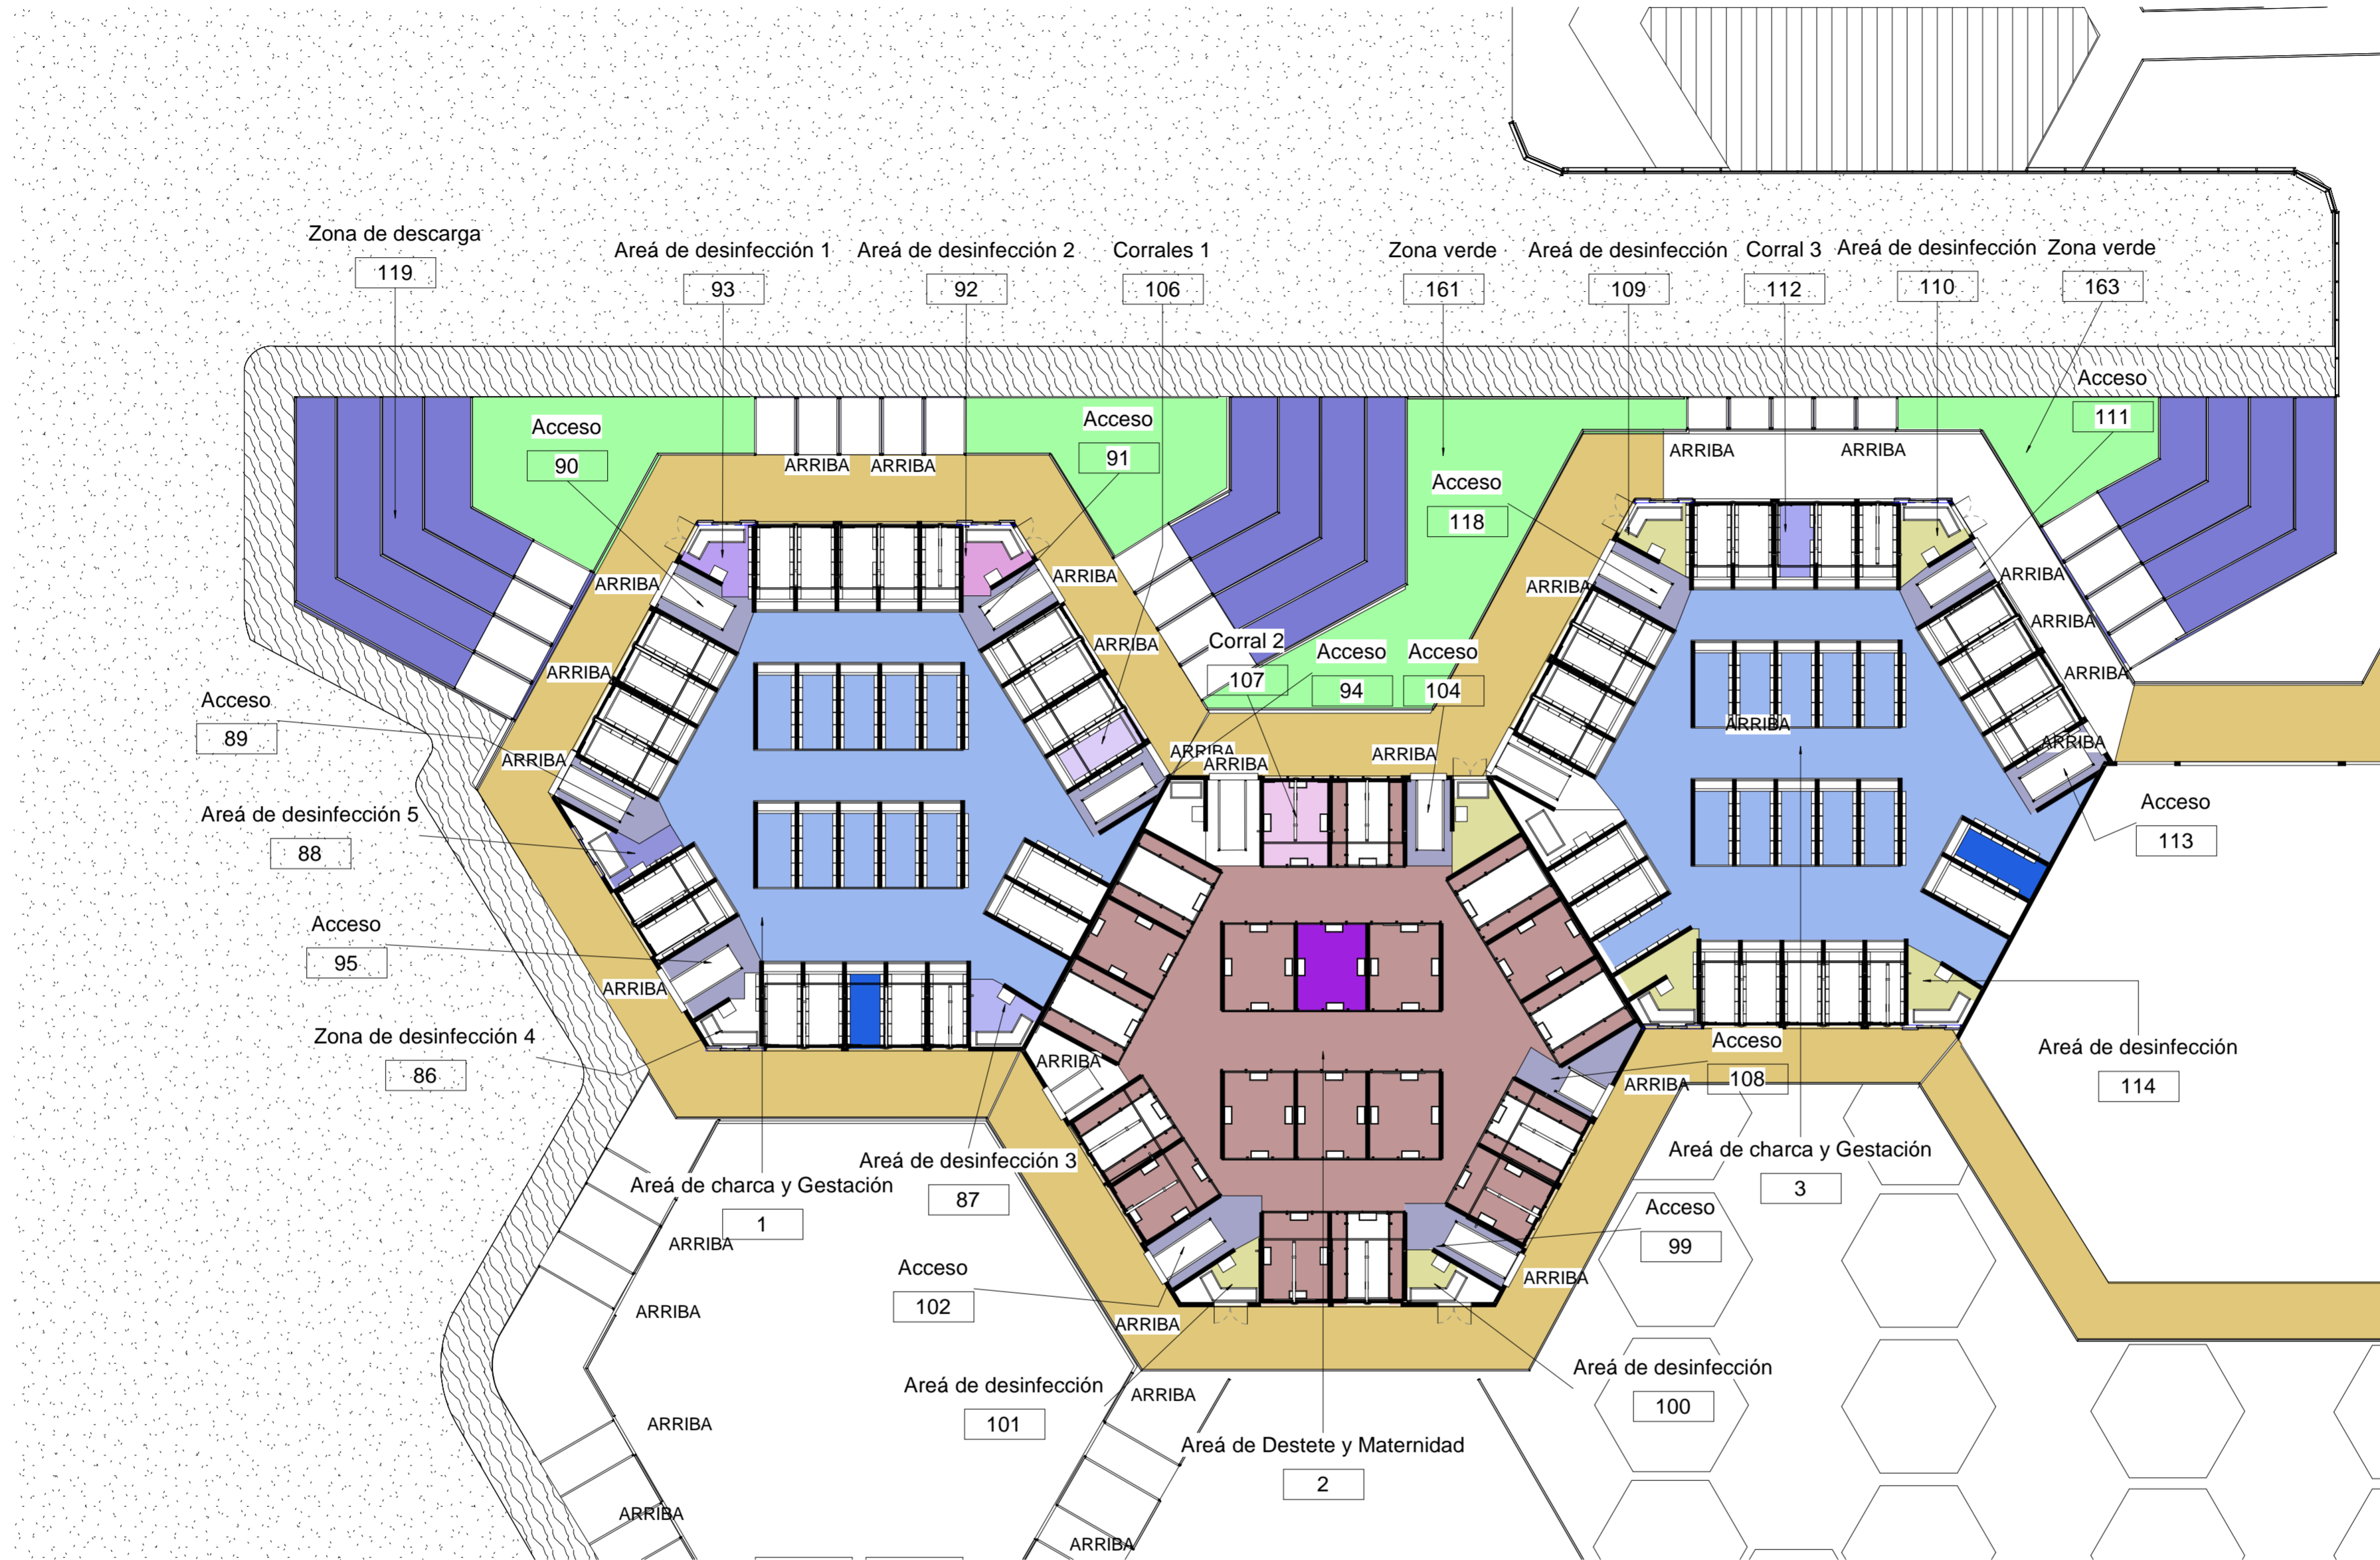 Zona de descarga
119
Areá de desinfección 1
93
Areá de desinfección 2
92
Corrales 1
106
Zona verde
161
Areá de desinfección
109
Corral 3
112
Areá de desinfección
110
Zona verde
163
Acceso
111
Acceso
90
Acceso
91
ARRIBA
ARRIBA
ARRIBA
ARRIBA
Acceso
118
ARRIBA
ARRIBA
ARRIBA
ARRIBA
ARRIBA
ARRIBA
ARRIBA
ARRIBA
Corral 2
107
Acceso
94
Acceso
104
ARRIBA
Acceso
89
ARRIBA
ARRIBA
ARRIBA
ARRIBA
ARRIBA
ARRIBA
Areá de desinfección 5
88
Acceso
113
Acceso
95
ARRIBA
Zona de desinfección 4
86
ARRIBA
Acceso
108
ARRIBA
Areá de desinfección
114
Areá de charca y Gestación
1
Areá de desinfección 3
87
Areá de charca y Gestación
3
Acceso
99
ARRIBA
Acceso
102
ARRIBA
ARRIBA
ARRIBA
Areá de desinfección
101
ARRIBA
Areá de desinfección
100
ARRIBA
Areá de Destete y Maternidad
2
ARRIBA
ARRIBA